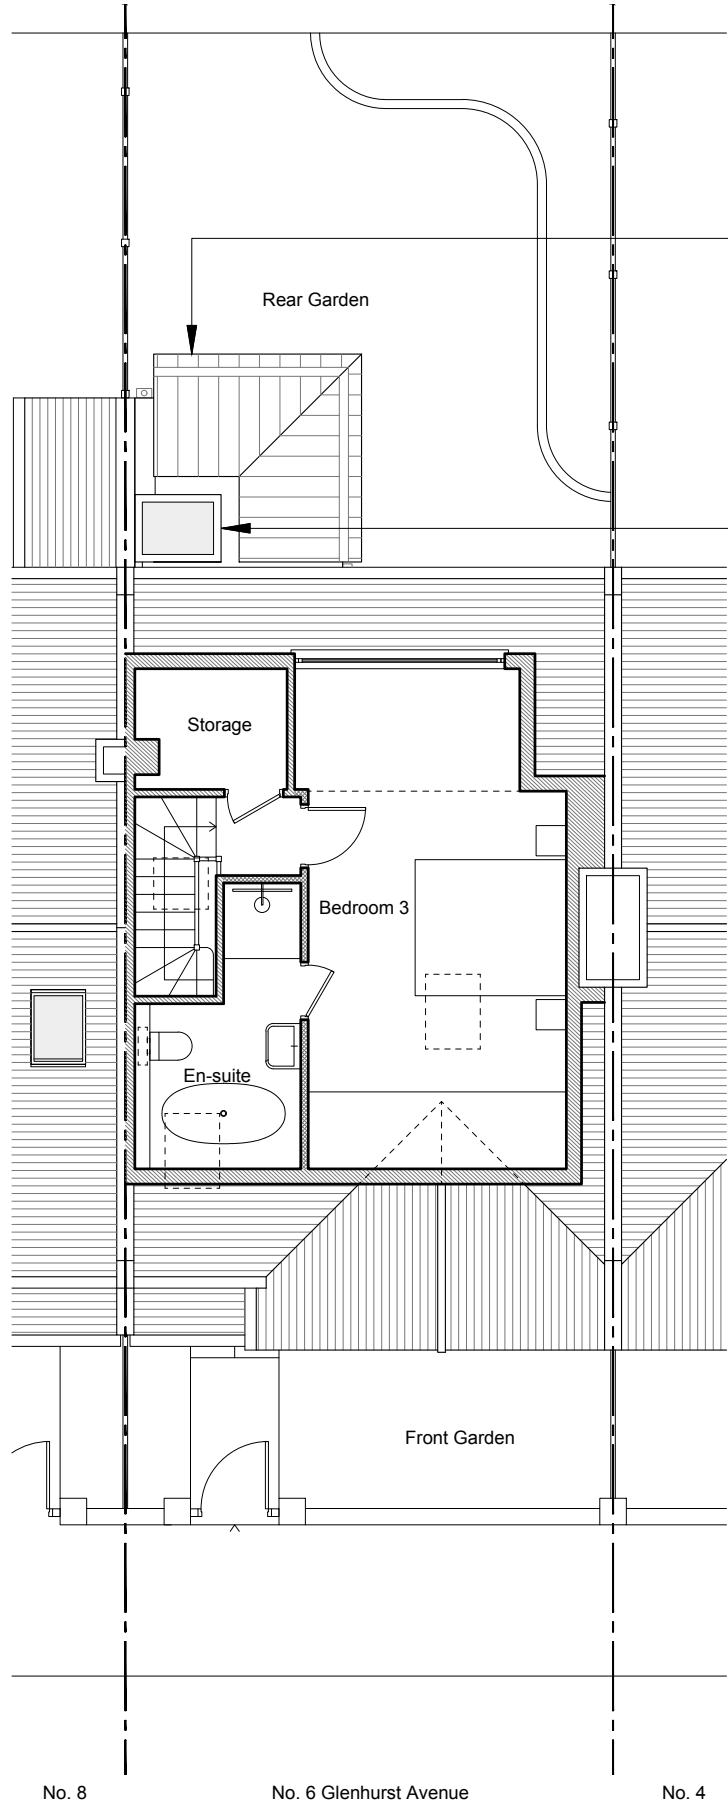 Rear Garden
Storage
Bedroom 3
En-suite
Front Garden
No. 8
No. 6 Glenhurst Avenue
No. 4